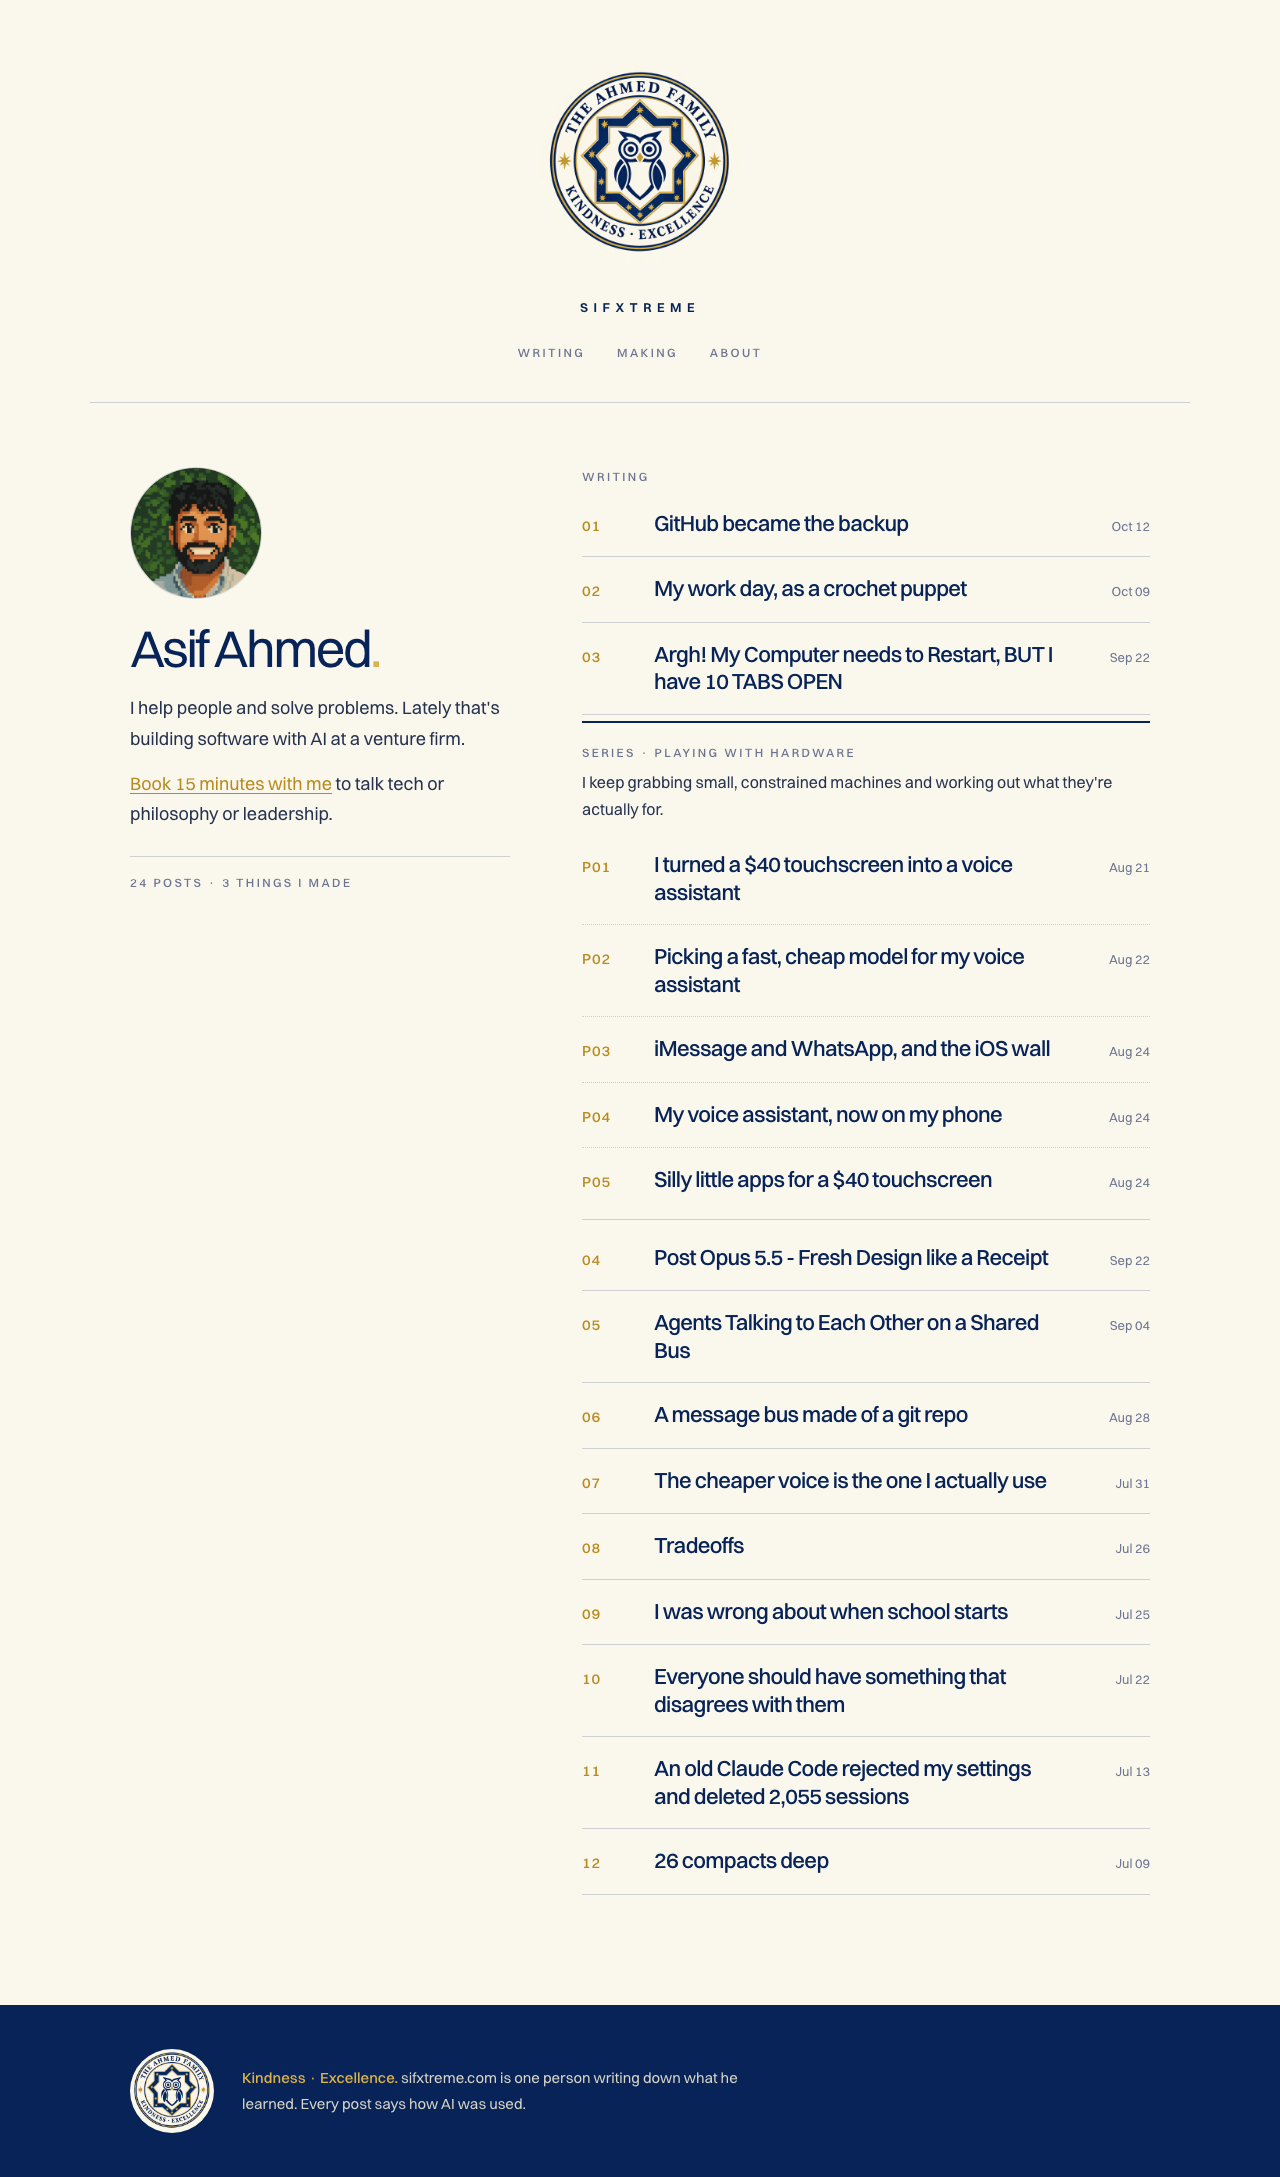 THE AHMED FAMILY
KINDNESS · EXCELLENCE
SIFXTREME
WRITING MAKING ABOUT
Asif Ahmed.
I help people and solve problems. Lately that's
building software with AI at a venture firm.
Book 15 minutes with me to talk tech or
philosophy or leadership.
24 POSTS · 3 THINGS I MADE
WRITING
01 GitHub became the backup Oct 12
02 My work day, as a crochet puppet Oct 09
03 Argh! My Computer needs to Restart, BUT I Sep 22
have 10 TABS OPEN
SERIES · PLAYING WITH HARDWARE
I keep grabbing small, constrained machines and working out what they're
actually for.
P01 I turned a $40 touchscreen into a voice Aug 21
assistant
P02 Picking a fast, cheap model for my voice Aug 22
assistant
P03 iMessage and WhatsApp, and the iOS wall Aug 24
P04 My voice assistant, now on my phone Aug 24
P05 Silly little apps for a $40 touchscreen Aug 24
04 Post Opus 5.5 - Fresh Design like a Receipt Sep 22
05 Agents Talking to Each Other on a Shared Sep 04
Bus
06 A message bus made of a git repo Aug 28
07 The cheaper voice is the one I actually use Jul 31
08 Tradeoffs Jul 26
09 I was wrong about when school starts Jul 25
10 Everyone should have something that Jul 22
disagrees with them
11 An old Claude Code rejected my settings Jul 13
and deleted 2,055 sessions
12 26 compacts deep Jul 09
THE AHMED FAMILY
KINDNESS · EXCELLENCE
Kindness · Excellence. sifxtreme.com is one person writing down what he
learned. Every post says how AI was used.